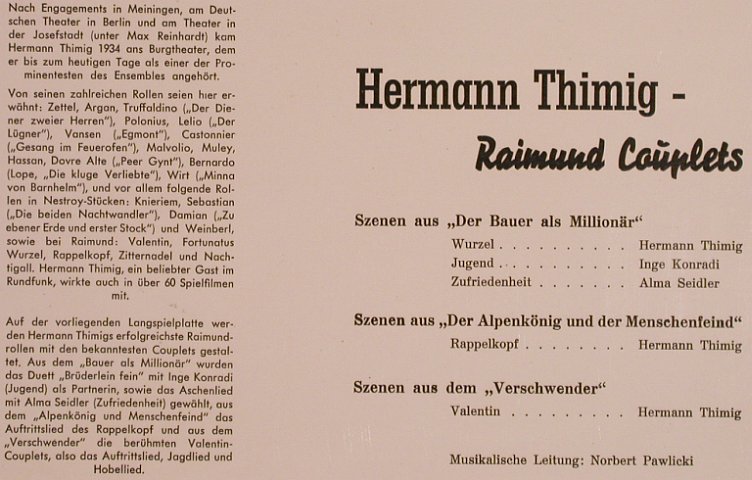 Nach Engagements in Meiningen, am Deut-
schen Theater in Berlin und am Theater in
der Josefstadt (unter Max Reinhardt) kam
Hermann Thimig 1934 ans Burgtheater, dem
er bis zum heutigen Tage als einer der Pro-
minentesten des Ensembles angehört.
Von seinen zahlreichen Rollen seien hier er-
wähnt: Zettel, Argan, Truffaldino („Der Die-
ner zweier Herren“), Polonius, Lelio („Der
Lügner“), Vansen („Egmont“), Castonnier
(„Gesang im Feuerofen“), Malvolio, Muley,
Hassan, Dovre Alte („Peer Gynt“), Bernardo
(Lope, „Die kluge Verliebte“), Wirt („Minna
von Barnhelm“), und vor allem folgende Rol-
len in Nestroy-Stücken: Knieriem, Sebastian
(„Die beiden Nachtwandler“), Damian („Zu
ebener Erde und erster Stock“) und Weinberl,
sowie bei Raimund: Valentin, Fortunatus
Wurzel, Rappelkopf, Zitternadel und Nach-
tigall. Hermann Thimig, ein beliebter Gast im
Rundfunk, wirkte auch in über 60 Spielfilmen
mit.
Auf der vorliegenden Langspielplatte wer-
den Hermann Thimigs erfolgreichste Raimund-
rollen mit den bekanntesten Couplets gestal-
tet. Aus dem „Bauer als Millionär“ wurden
das Duett „Brüderlein fein“ mit Inge Konradi
(Jugend) als Partnerin, sowie das Aschenlied
mit Alma Seidler (Zufriedenheit) gewählt, aus
dem „Alpenkönig und Menschenfeind“ das
Auftrittslied des Rappelkopf und aus dem
„Verschwender“ die berühmten Valentin-
Couplets, also das Auftrittslied, Jagdlied und
Hobellied.
Hermann Thimig -
Raimund Couplets
Szenen aus „Der Bauer als Millionär“
Wurzel . . . . . . . . . . Hermann Thimig
Jugend . . . . . . . . . . Inge Konradi
Zufriedenheit . . . . . . . Alma Seidler
Szenen aus „Der Alpenkönig und der Menschenfeind“
Rappelkopf . . . . . . . . Hermann Thimig
Szenen aus dem „Verschwender“
Valentin . . . . . . . . . Hermann Thimig
Musikalische Leitung: Norbert Pawlicki